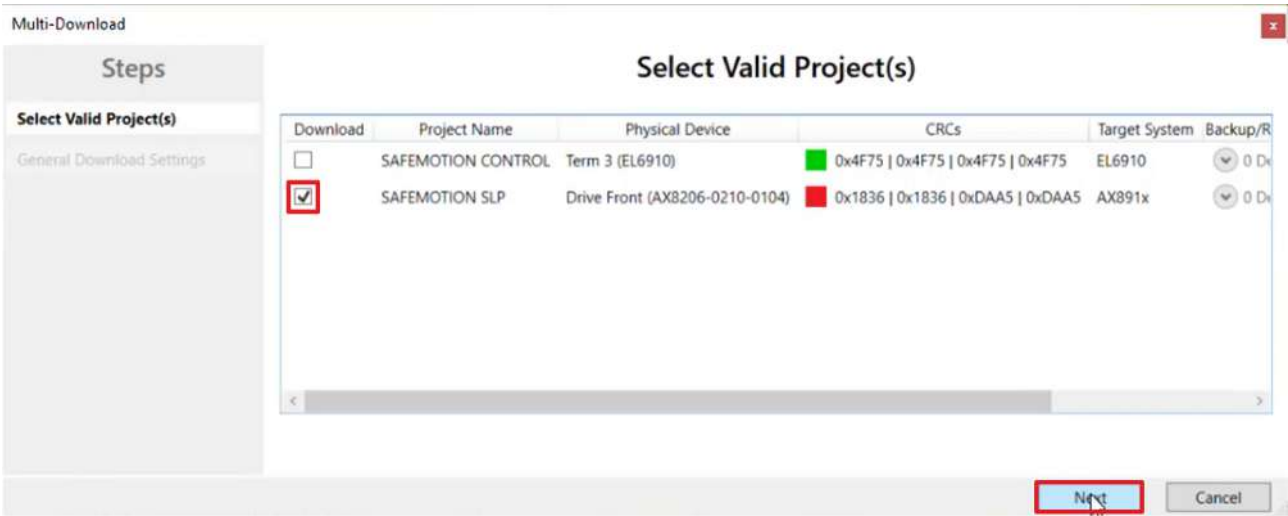 Multi-Download
Steps
Select Valid Project(s)
Select Valid Project(s)
General Download Settings
Download Project Name Physical Device CRCs Target System Backup/R
SAFEMOTION CONTROL Term 3 (EL6910) 0x4F75 | 0x4F75 | 0x4F75 | 0x4F75 EL6910 0 De
SAFEMOTION SLP Drive Front (AX8206-0210-0104) 0x1836 | 0x1836 | 0xDAA5 | 0xDAA5 AX891x 0 De
Next Cancel